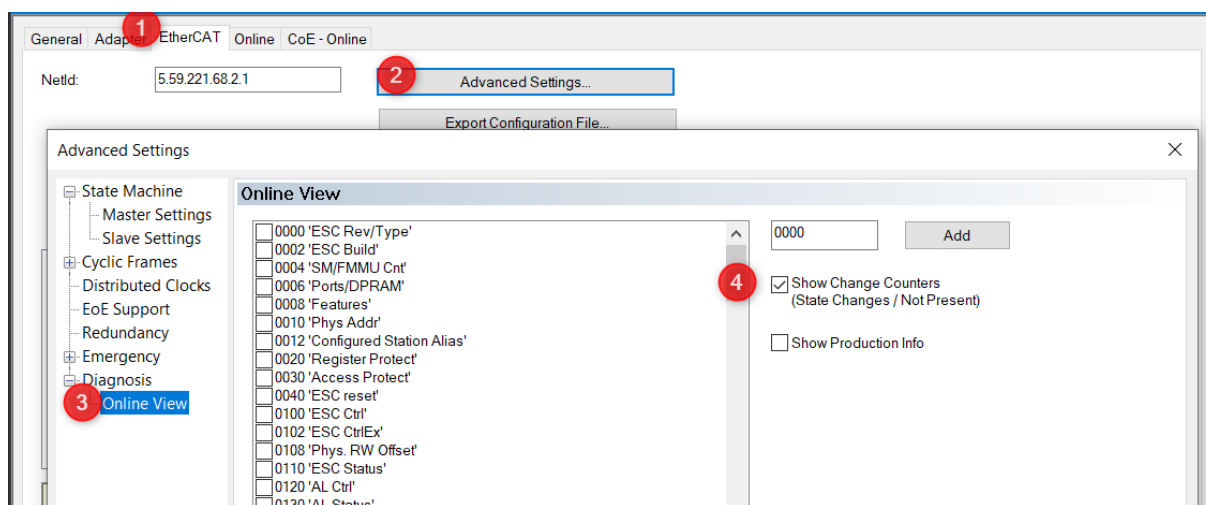 1
General Adapter EtherCAT Online CoE - Online
NetId: 5.59.221.68.2.1 2 Advanced Settings...
Export Configuration File...
Advanced Settings
State Machine
Master Settings
Slave Settings
Cyclic Frames
Distributed Clocks
EoE Support
Redundancy
Emergency
Diagnosis
3 Online View
Online View
0000 'ESC Rev/Type'
0002 'ESC Build'
0004 'SM/FMMU Cnt'
0006 'Ports/DPRAM'
0008 'Features'
0010 'Phys Addr'
0012 'Configured Station Alias'
0020 'Register Protect'
0030 'Access Protect'
0040 'ESC reset'
0100 'ESC Ctrl'
0102 'ESC CtrlEx'
0108 'Phys. RW Offset'
0110 'ESC Status'
0120 'AL Ctrl'
0130 'AL Status'
0000 Add
4 Show Change Counters
(State Changes / Not Present)
Show Production Info